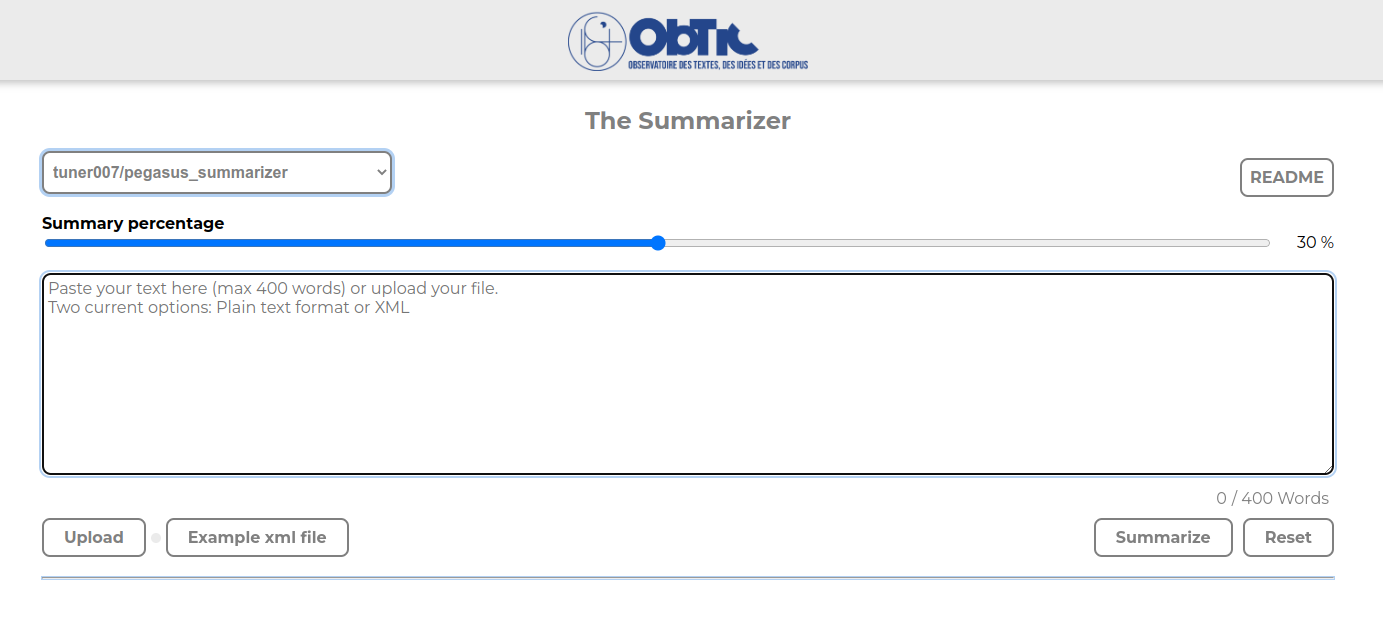 ObTIC
OBSERVATOIRE DES TEXTES, DES IDÉES ET DES CORPUS
The Summarizer
tuner007/pegasus_summarizer
README
Summary percentage
30 %
Paste your text here (max 400 words) or upload your file.
Two current options: Plain text format or XML
0 / 400 Words
Upload
Example xml file
Summarize
Reset